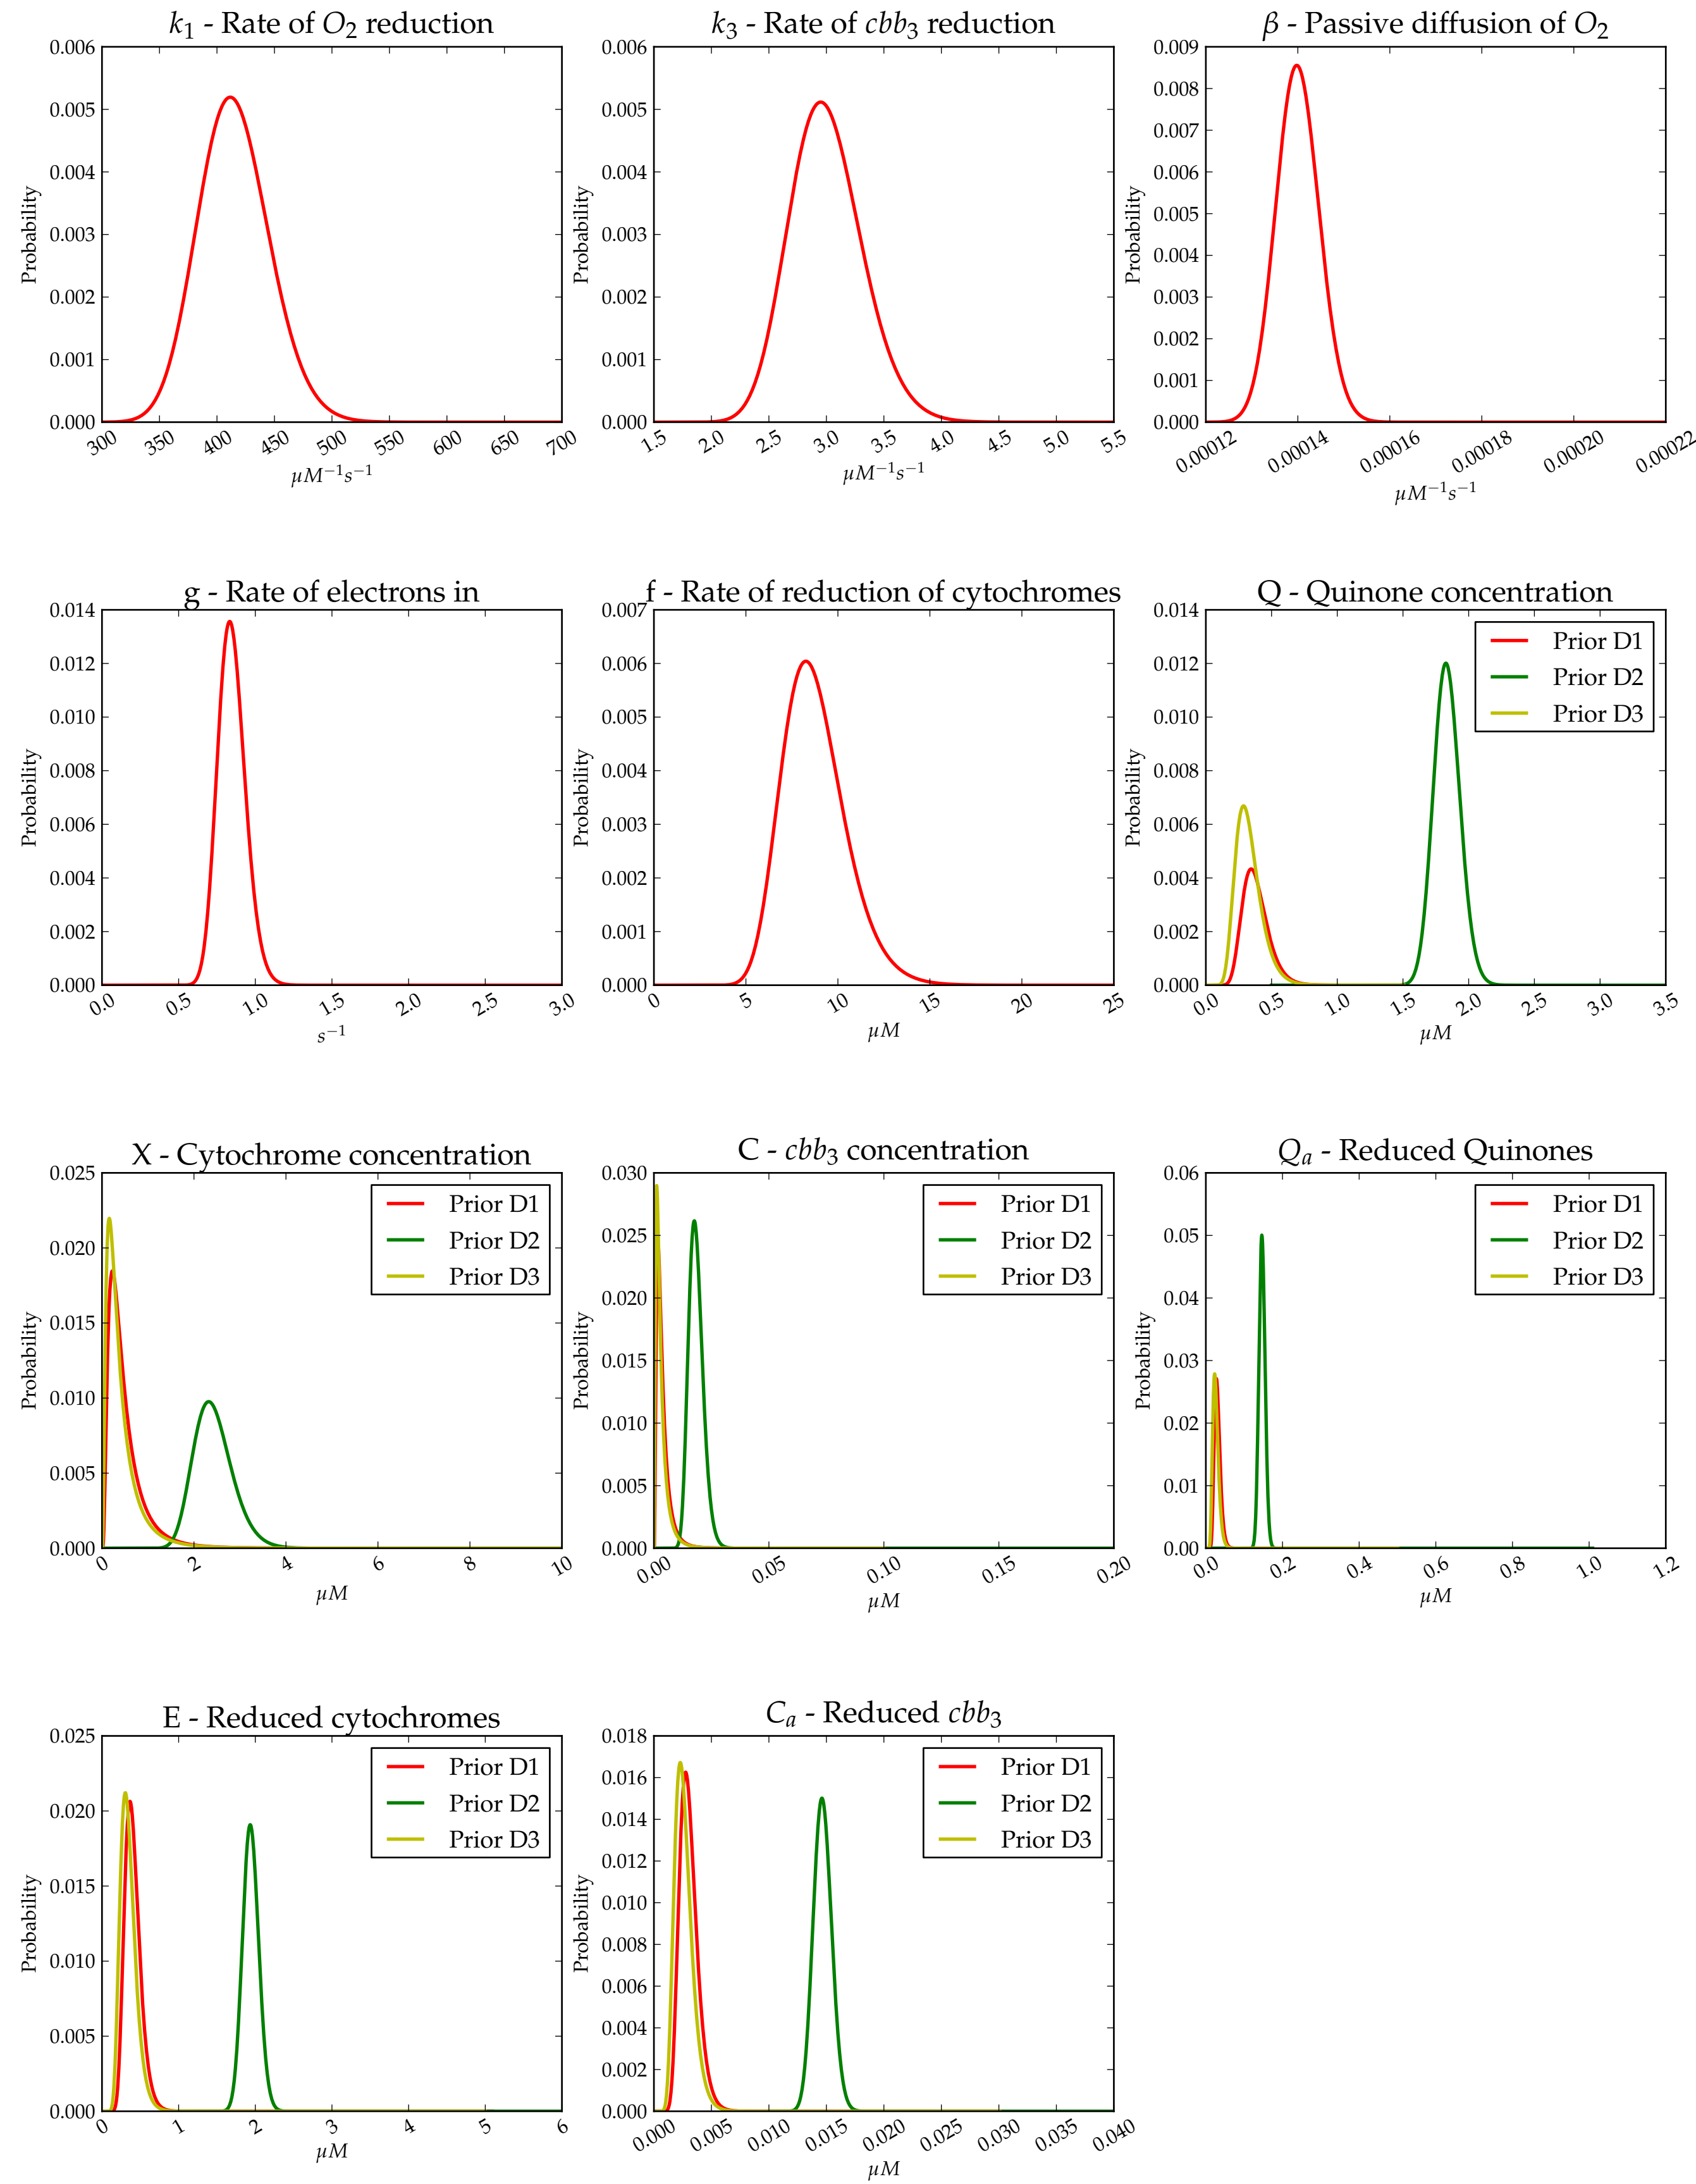 k₁ - Rate of O₂ reduction
0.006
0.005
0.004
0.003
0.002
0.001
0.000
Probability
300 350 400 450 500 550 600 650 700
µM⁻¹s⁻¹
k₃ - Rate of cbb₃ reduction
0.006
0.005
0.004
0.003
0.002
0.001
0.000
Probability
1.5 2.0 2.5 3.0 3.5 4.0 4.5 5.0 5.5
µM⁻¹s⁻¹
β - Passive diffusion of O₂
0.009
0.008
0.007
0.006
0.005
0.004
0.003
0.002
0.001
0.000
Probability
0.00012 0.00014 0.00016 0.00018 0.00020 0.00022
µM⁻¹s⁻¹
g - Rate of electrons in
0.014
0.012
0.010
0.008
0.006
0.004
0.002
0.000
Probability
0.0 0.5 1.0 1.5 2.0 2.5 3.0
s⁻¹
f - Rate of reduction of cytochromes
0.007
0.006
0.005
0.004
0.003
0.002
0.001
0.000
Probability
0 5 10 15 20 25
µM
Q - Quinone concentration
0.014
0.012
0.010
0.008
0.006
0.004
0.002
0.000
Probability
Prior D1
Prior D2
Prior D3
0.0 0.5 1.0 1.5 2.0 2.5 3.0 3.5
µM
X - Cytochrome concentration
0.025
0.020
0.015
0.010
0.005
0.000
Probability
Prior D1
Prior D2
Prior D3
0 2 4 6 8 10
µM
C - cbb₃ concentration
0.030
0.025
0.020
0.015
0.010
0.005
0.000
Probability
Prior D1
Prior D2
Prior D3
0.00 0.05 0.10 0.15 0.20
µM
Qₐ - Reduced Quinones
0.06
0.05
0.04
0.03
0.02
0.01
0.00
Probability
Prior D1
Prior D2
Prior D3
0.0 0.2 0.4 0.6 0.8 1.0 1.2
µM
E - Reduced cytochromes
0.025
0.020
0.015
0.010
0.005
0.000
Probability
Prior D1
Prior D2
Prior D3
0 1 2 3 4 5 6
µM
Cₐ - Reduced cbb₃
0.018
0.016
0.014
0.012
0.010
0.008
0.006
0.004
0.002
0.000
Probability
Prior D1
Prior D2
Prior D3
0.000 0.005 0.010 0.015 0.020 0.025 0.030 0.035 0.040
µM